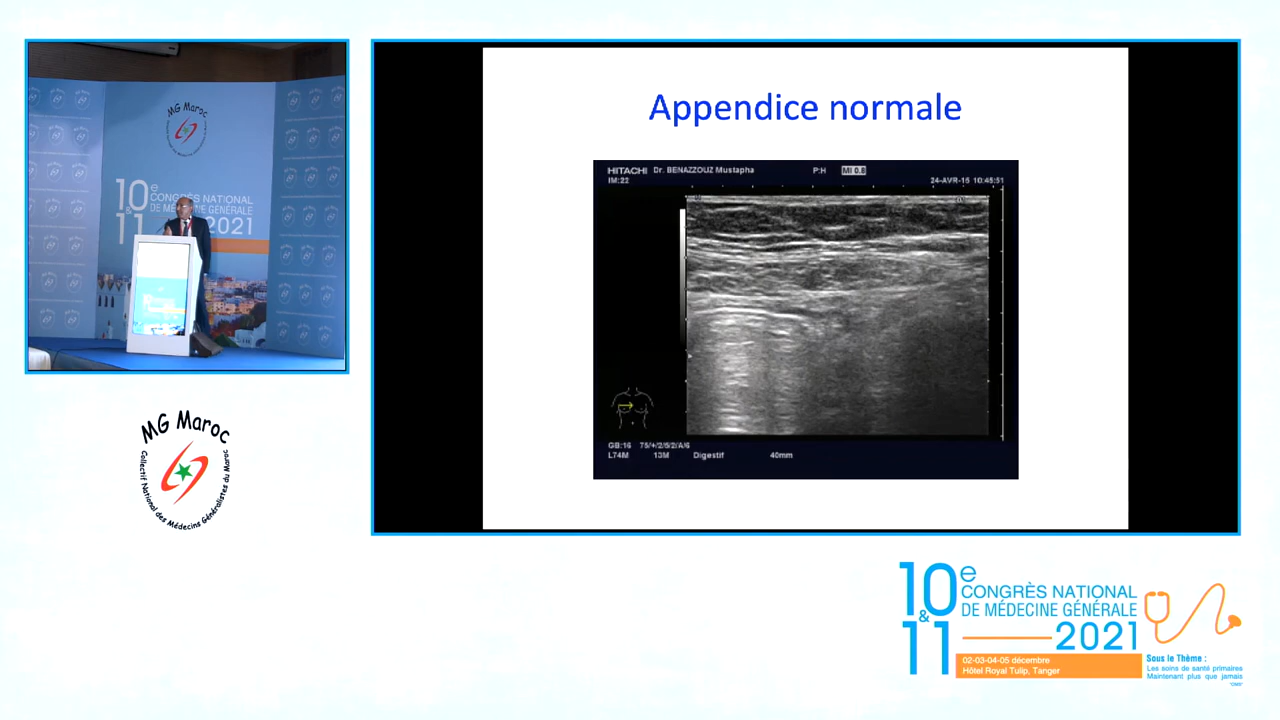 MG Maroc
10e
CONGRÈS NATIONAL
DE MÉDECINE GÉNÉRALE
11
2021
MG Maroc
Collectif National des Médecins Généralistes du Maroc
Appendice normale
HITACHI Dr. BENAZZOUZ Mustapha P:H MI 0.8
IM:22 24-AVR-15 10:45:51
GB:16 75/+/2/5/2/A/6
L74M 13M Digestif 40mm
10e
CONGRÈS NATIONAL
DE MÉDECINE GÉNÉRALE
&
11
2021
02-03-04-05 décembre
Hôtel Royal Tulip, Tanger
Sous le Thème :
Les soins de santé primaires
Maintenant plus que jamais